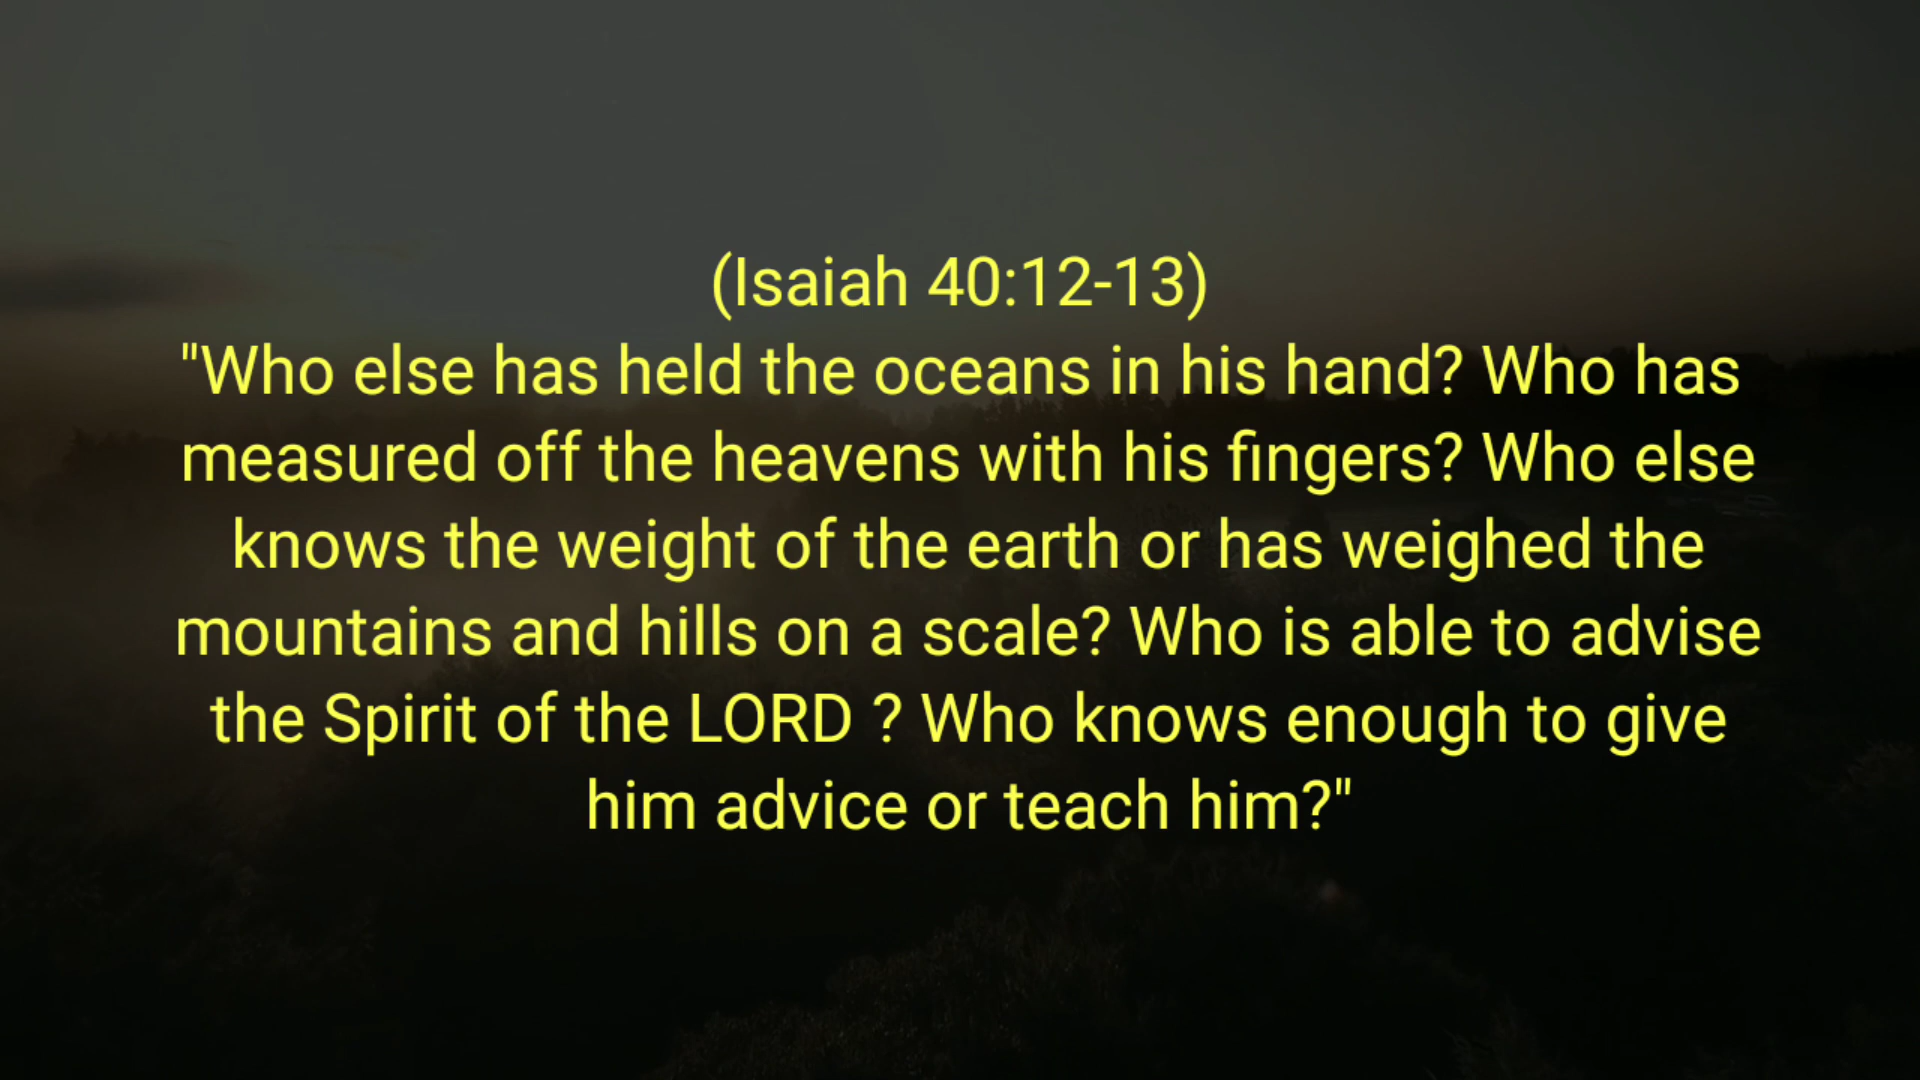 (Isaiah 40:12-13)
"Who else has held the oceans in his hand? Who has
measured off the heavens with his fingers? Who else
knows the weight of the earth or has weighed the
mountains and hills on a scale? Who is able to advise
the Spirit of the LORD ? Who knows enough to give
him advice or teach him?"